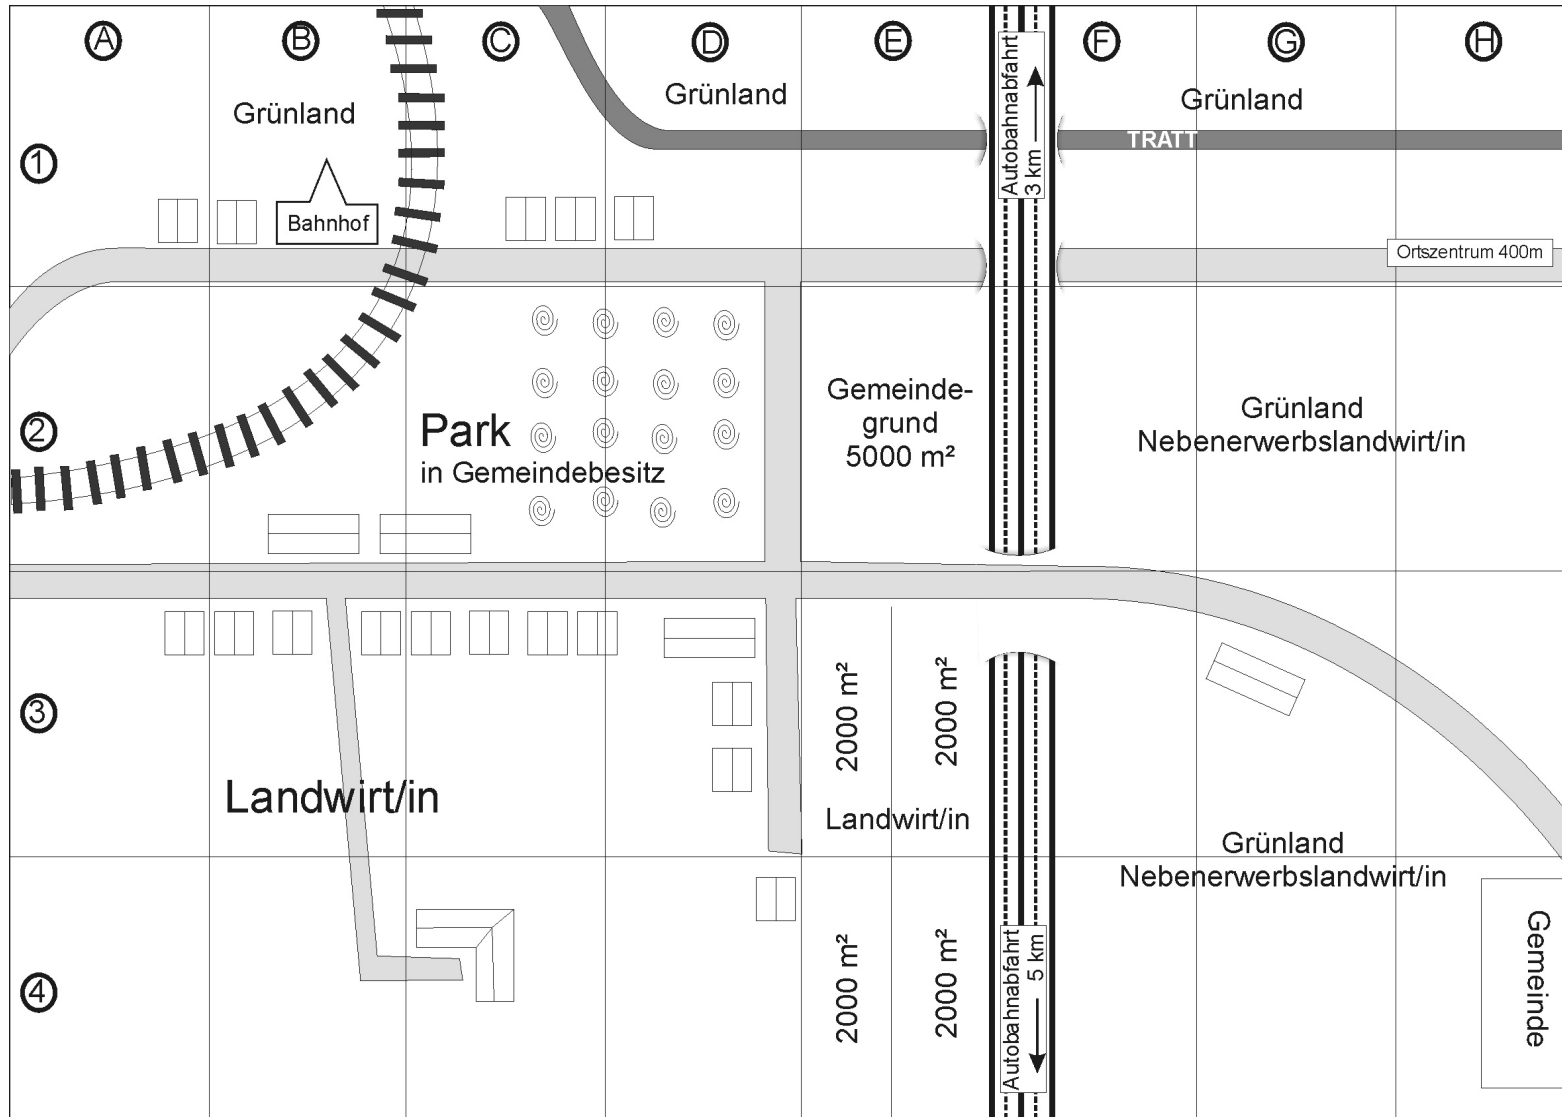 A
B
C
D
E
F
G
H
1
2
3
4
Grünland
Grünland
Grünland
TRATT
Autobahnabfahrt
3 km
Bahnhof
Ortszentrum 400m
Park
in Gemeindebesitz
Gemeinde-
grund
5000 m²
Grünland
Nebenerwerbslandwirt/in
2000 m²
2000 m²
Landwirt/in
Landwirt/in
Grünland
Nebenerwerbslandwirt/in
2000 m²
2000 m²
Autobahnabfahrt
5 km
Gemeinde